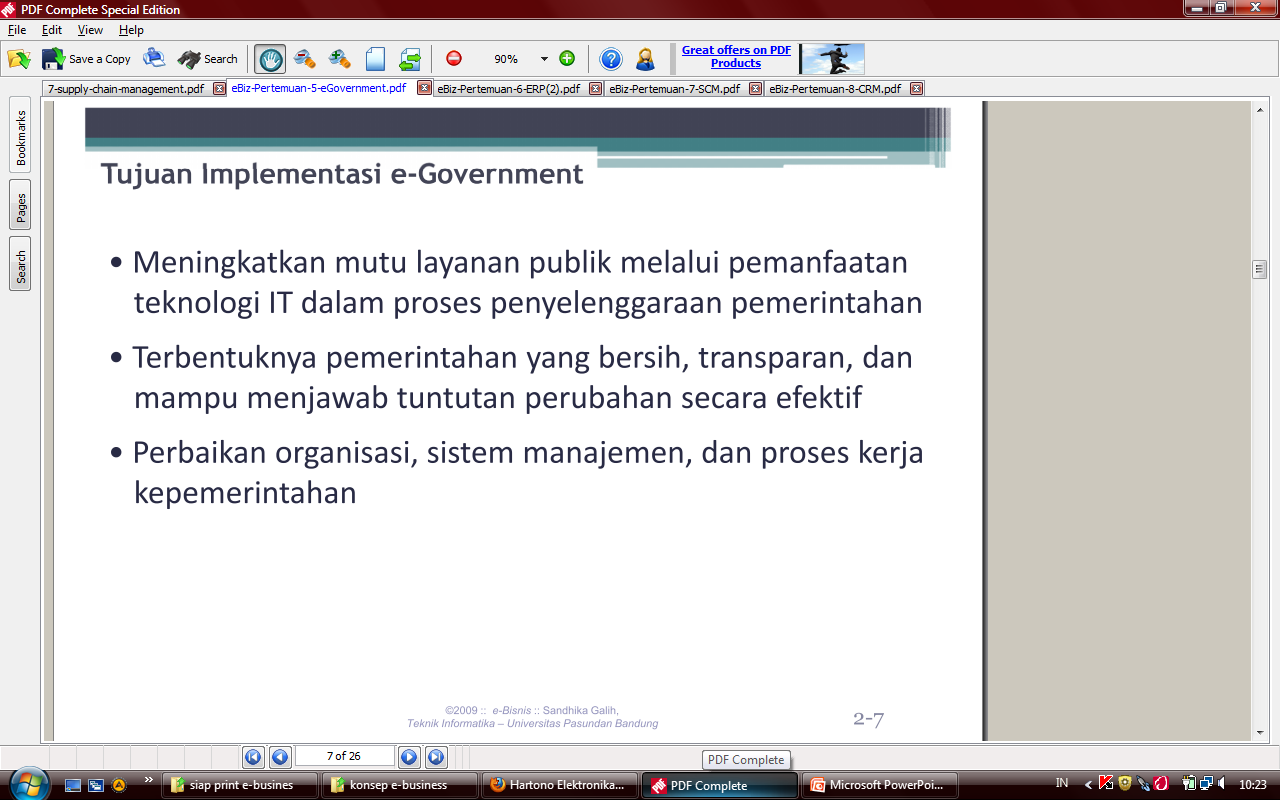 PDF Complete Special Edition
File Edit View Help
Save a Copy Search 90% Great offers on PDF
Products
7-supply-chain-management.pdf eBiz-Pertemuan-5-eGovernment.pdf eBiz-Pertemuan-6-ERP(2).pdf eBiz-Pertemuan-7-SCM.pdf eBiz-Pertemuan-8-CRM.pdf
Bookmarks
Pages
Search
Tujuan Implementasi e-Government
• Meningkatkan mutu layanan publik melalui pemanfaatan
teknologi IT dalam proses penyelenggaraan pemerintahan
• Terbentuknya pemerintahan yang bersih, transparan, dan
mampu menjawab tuntutan perubahan secara efektif
• Perbaikan organisasi, sistem manajemen, dan proses kerja
kepemerintahan
©2009 :: e-Bisnis :: Sandhika Galih,
Teknik Informatika – Universitas Pasundan Bandung
2-7
7 of 26
PDF Complete
siap print e-busines konsep e-business Hartono Elektronika... PDF Complete Microsoft PowerPoi... IN 10:23